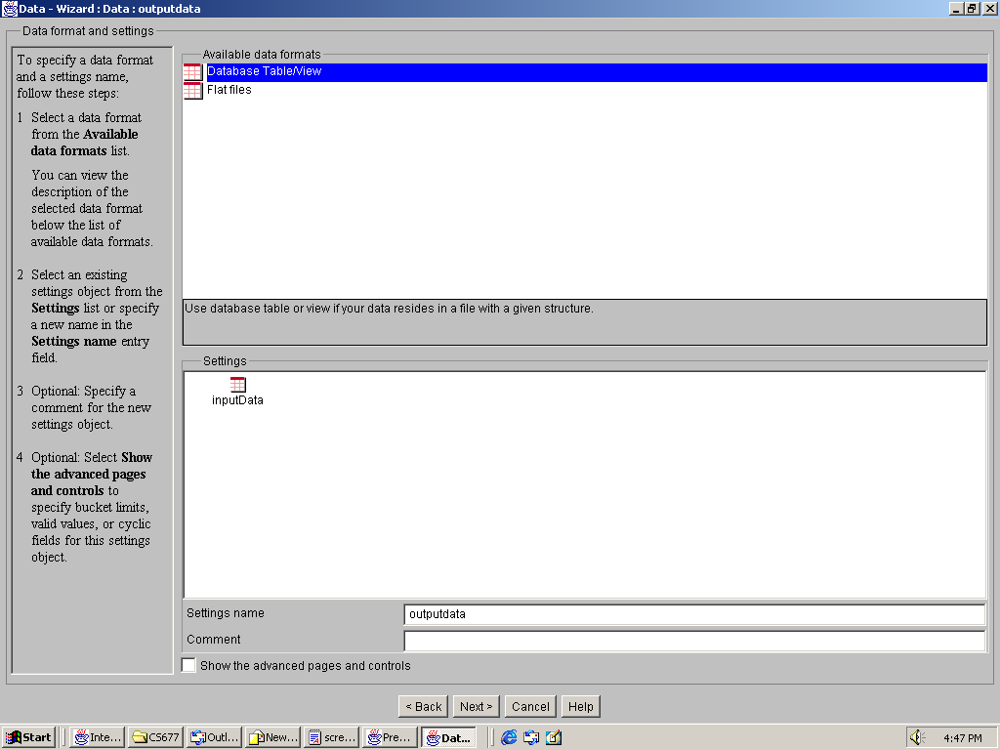 Data - Wizard : Data : outputdata
Data format and settings
To specify a data format
and a settings name,
follow these steps:
1 Select a data format
from the Available
data formats list.
You can view the
description of the
selected data format
below the list of
available data formats.
2 Select an existing
settings object from the
Settings list or specify
a new name in the
Settings name entry
field.
3 Optional: Specify a
comment for the new
settings object.
4 Optional: Select Show
the advanced pages
and controls to
specify bucket limits,
valid values, or cyclic
fields for this settings
object.
Available data formats
Database Table/View
Flat files
Use database table or view if your data resides in a file with a given structure.
Settings
inputData
Settings name outputdata
Comment
Show the advanced pages and controls
< Back Next > Cancel Help
Start Inte... CS677 Outl... New... scre... Pre... Dat... 4:47 PM